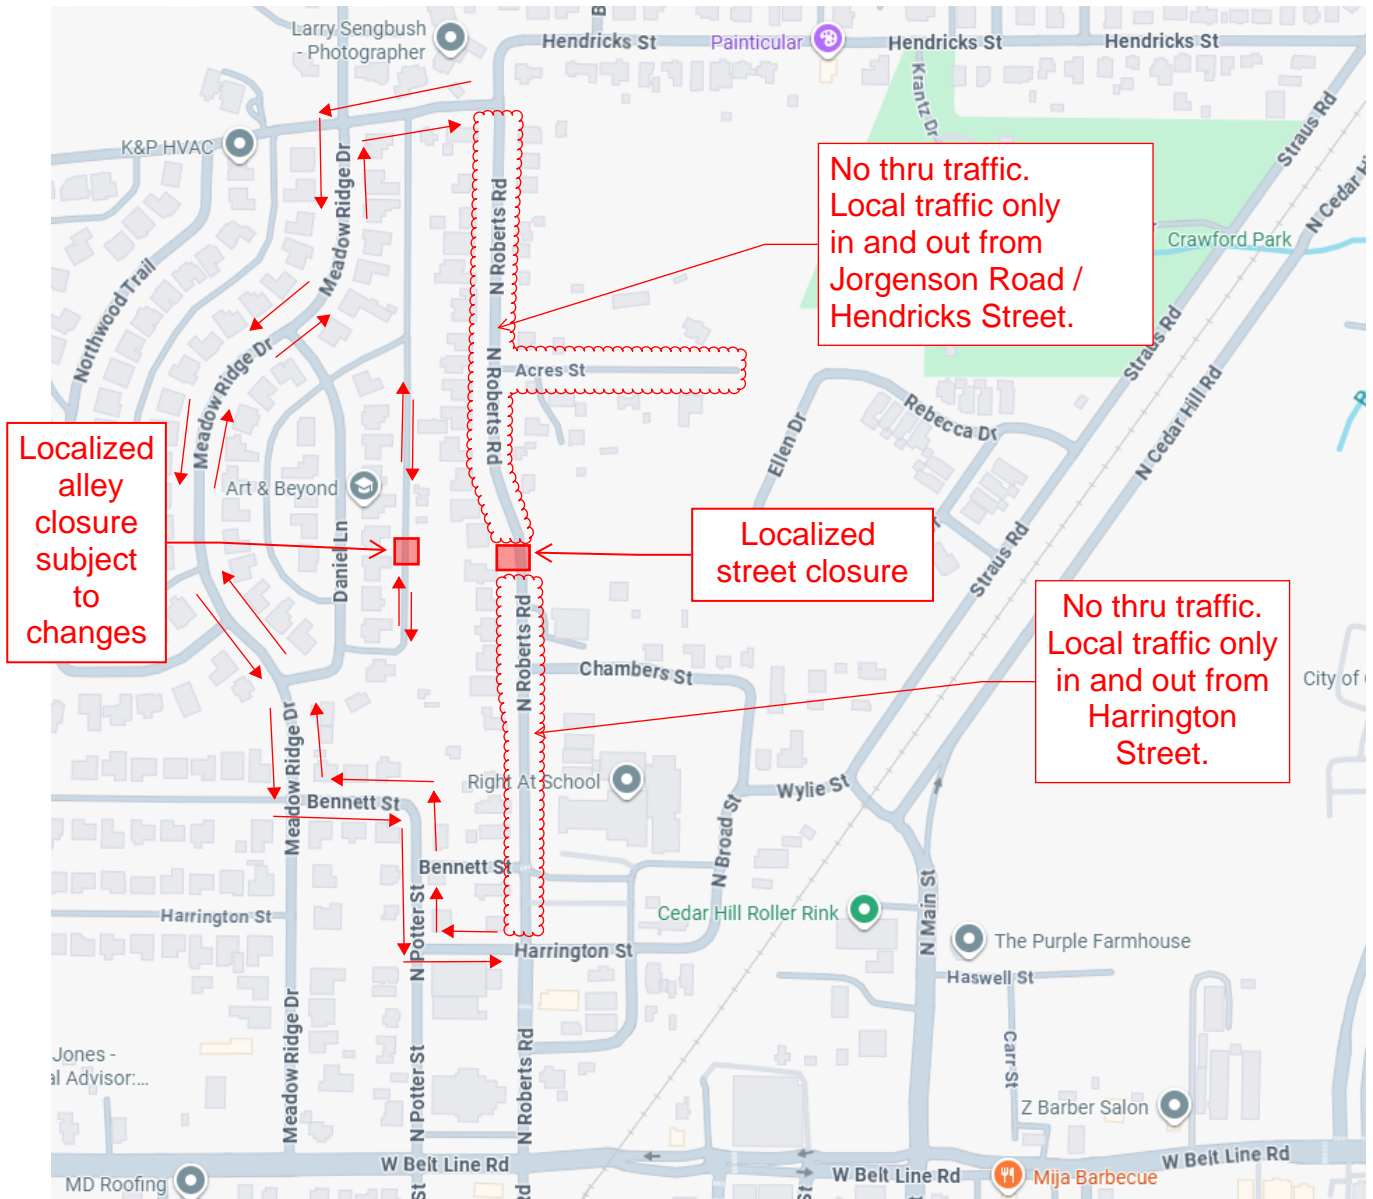 Larry Sengbush
- Photographer
Hendricks St
Painticular
Hendricks St
Hendricks St
Krantz Dr
Straus Rd
K&P HVAC
Meadow Ridge Dr
N Roberts Rd
No thru traffic.
Local traffic only
in and out from
Jorgenson Road /
Hendricks Street.
Crawford Park
N Cedar Hi
Northwood Trail
Meadow Ridge Dr
N Roberts Rd
Acres St
Straus Rd
Rebecca Dr
Ellen Dr
N Cedar Hill Rd
Localized
alley
closure
subject
to
changes
Art & Beyond
Daniel Ln
Localized
street closure
Straus Rd
N Roberts Rd
Chambers St
No thru traffic.
Local traffic only
in and out from
Harrington
Street.
City of
Meadow Ridge Dr
Bennett St
Right At School
Wylie St
N Broad St
Bennett St
N Potter St
Harrington St
Harrington St
Cedar Hill Roller Rink
N Main St
The Purple Farmhouse
Haswell St
Meadow Ridge Dr
N Potter St
N Roberts Rd
Carr St
Jones -
al Advisor:...
Z Barber Salon
W Belt Line Rd
W Belt Line Rd
W Belt Line Rd
MD Roofing
St
St
St
Mija Barbecue